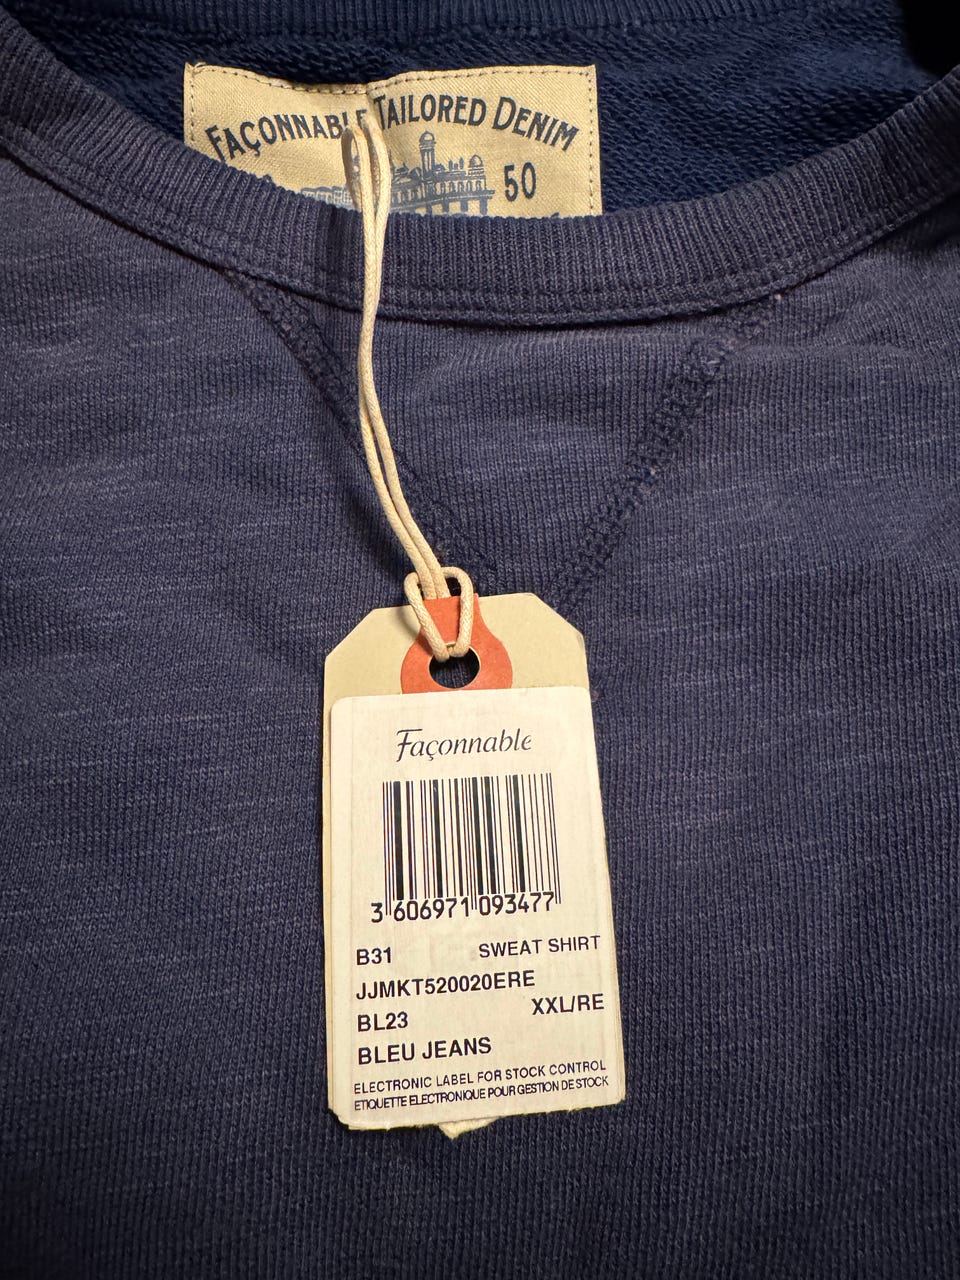 FAÇONNABLE TAILORED DENIM
50
Façonnable
3 606971 093477
B31 SWEAT SHIRT
JJMKT520020ERE
XXL/RE
BL23
BLEU JEANS
ELECTRONIC LABEL FOR STOCK CONTROL
ETIQUETTE ELECTRONIQUE POUR GESTION DE STOCK